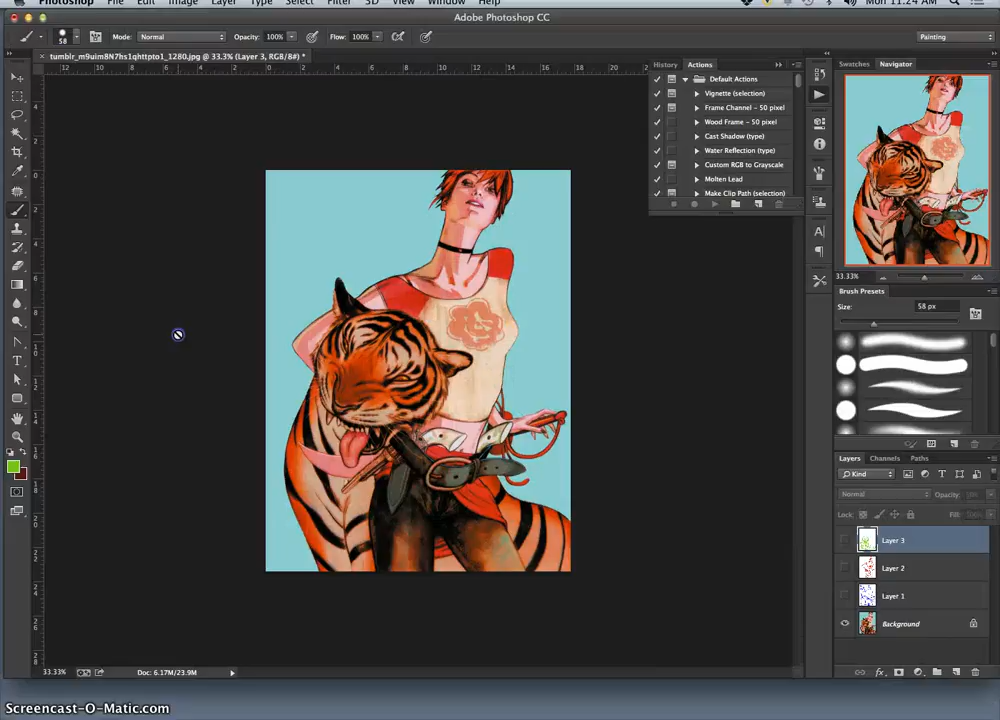 Photoshop File Edit Image Layer Type Select Filter 3D View Window Help Mon 11:24 AM
Adobe Photoshop CC
58 Mode: Normal Opacity: 100% Flow: 100% Painting
tumblr_m9uim8N7hs1qhttpto1_1280.jpg @ 33.3% (Layer 3, RGB/8#) *
History Actions
Swatches Navigator
Default Actions
Vignette (selection)
Frame Channel - 50 pixel
Wood Frame - 50 pixel
Cast Shadow (type)
Water Reflection (type)
Custom RGB to Grayscale
Molten Lead
Make Clip Path (selection)
33.33%
Brush Presets
Size: 58 px
Layers Channels Paths
Kind
Normal Opacity:
Lock: Fill:
Layer 3
Layer 2
Layer 1
Background
33.33% Doc: 6.17M/23.9M
Screencast-O-Matic.com